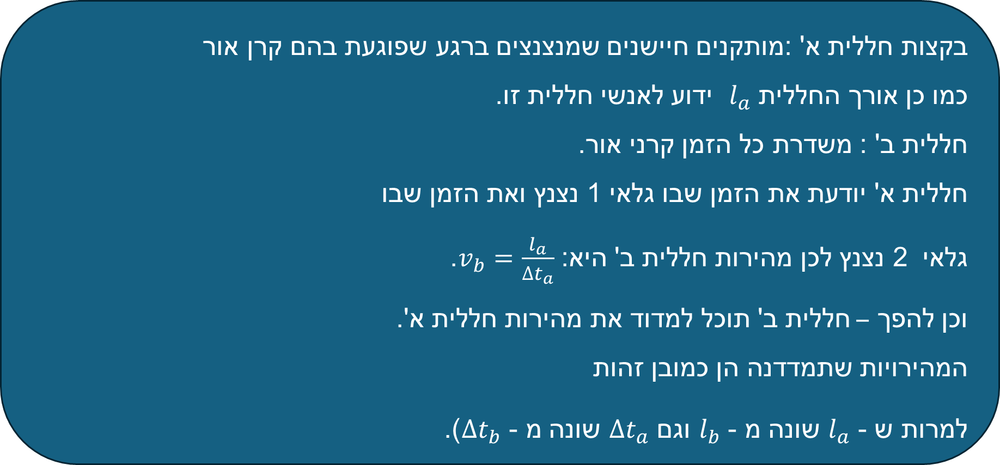 בקצות חללית א' :מותקנים חיישנים שמנצנצים ברגע שפוגעת בהם קרן אור
כמו כן אורך החללית lₐ ידוע לאנשי חללית זו.
חללית ב' : משדרת כל הזמן קרני אור.
חללית א' יודעת את הזמן שבו גלאי 1 נצנץ ואת הזמן שבו
גלאי 2 נצנץ לכן מהירות חללית ב' היא: $v_b = \frac{l_a}{\Delta t_a}$.
וכן להפך – חללית ב' תוכל למדוד את מהירות חללית א'.
המהירויות שתמדדנה הן כמובן זהות
למרות ש - $l_a$ שונה מ - $l_b$ וגם $\Delta t_a$ שונה מ - $\Delta t_b$).